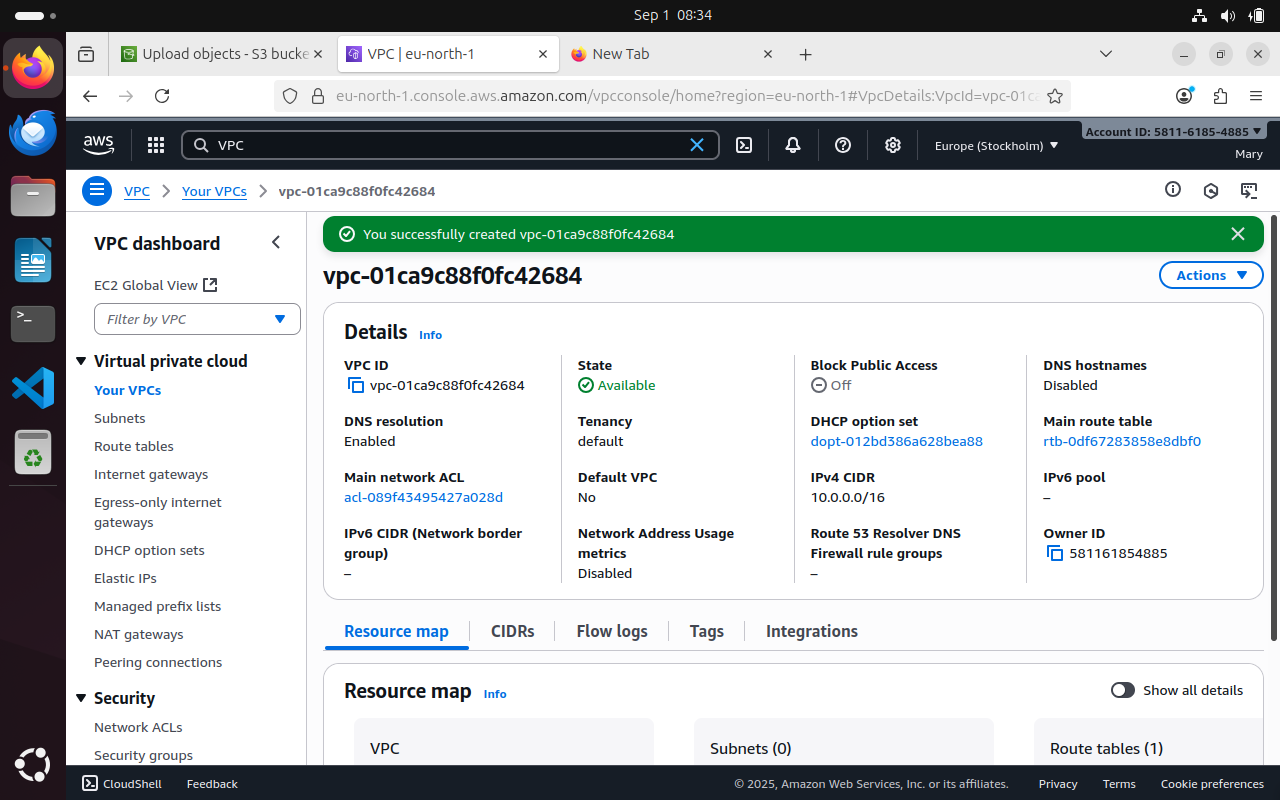 Sep 1 08:34
Upload objects - S3 bucke
VPC | eu-north-1
New Tab
eu-north-1.console.aws.amazon.com/vpcconsole/home?region=eu-north-1#VpcDetails:VpcId=vpc-01ca
aws
VPC
Europe (Stockholm)
Account ID: 5811-6185-4885
Mary
VPC
Your VPCs
vpc-01ca9c88f0fc42684
VPC dashboard
EC2 Global View
Filter by VPC
Virtual private cloud
Your VPCs
Subnets
Route tables
Internet gateways
Egress-only internet
gateways
DHCP option sets
Elastic IPs
Managed prefix lists
NAT gateways
Peering connections
Security
Network ACLs
Security groups
You successfully created vpc-01ca9c88f0fc42684
vpc-01ca9c88f0fc42684
Actions
Details
Info
VPC ID
vpc-01ca9c88f0fc42684
State
Available
Block Public Access
Off
DNS hostnames
Disabled
DNS resolution
Enabled
Tenancy
default
DHCP option set
dopt-012bd386a628bea88
Main route table
rtb-0df67283858e8dbf0
Main network ACL
acl-089f43495427a028d
Default VPC
No
IPv4 CIDR
10.0.0.0/16
IPv6 pool
–
IPv6 CIDR (Network border
group)
–
Network Address Usage
metrics
Disabled
Route 53 Resolver DNS
Firewall rule groups
–
Owner ID
581161854885
Resource map
CIDRs
Flow logs
Tags
Integrations
Resource map
Info
Show all details
VPC
Subnets (0)
Route tables (1)
CloudShell
Feedback
© 2025, Amazon Web Services, Inc. or its affiliates.
Privacy
Terms
Cookie preferences